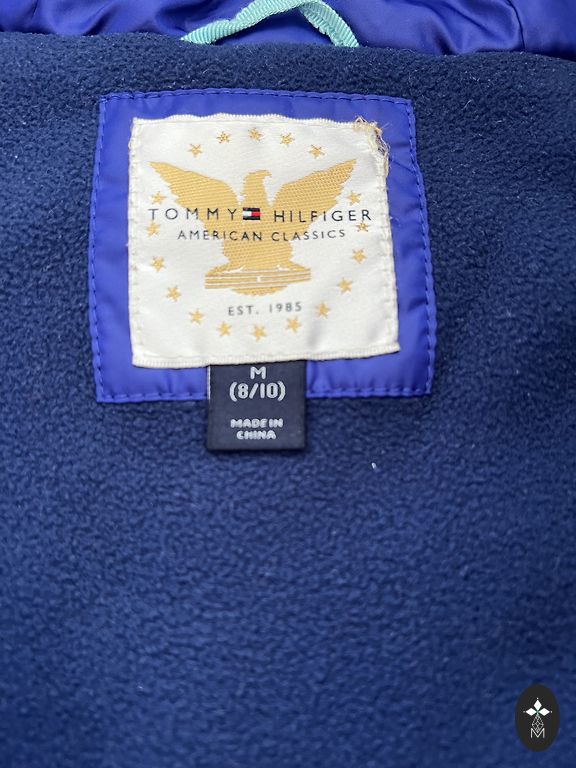 TOMMY HILFIGER
AMERICAN CLASSICS
EST. 1985
M
(8/10)
MADE IN
CHINA
M